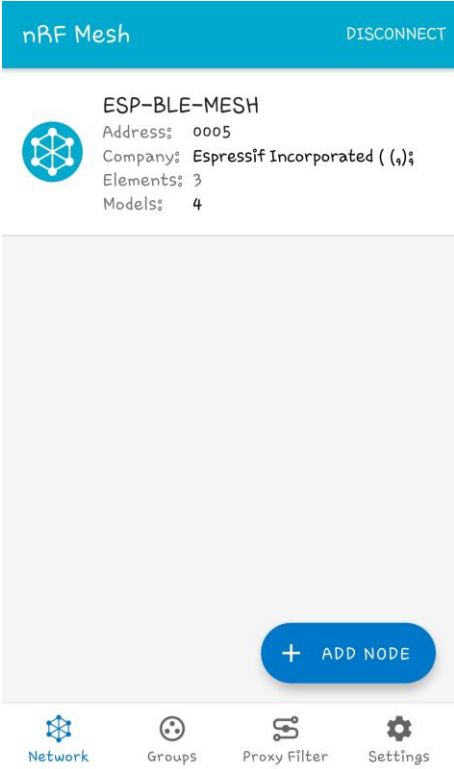 nRF Mesh DISCONNECT
ESP-BLE-MESH
Address: 0005
Company: Espressif Incorporated ( (,);
Elements: 3
Models: 4
+ ADD NODE
Network Groups Proxy Filter Settings